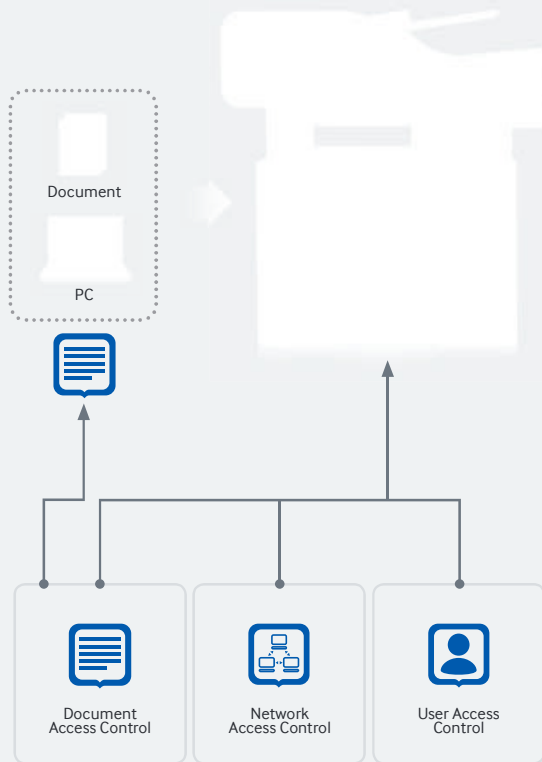 Document
PC
Document
Access Control
Network
Access Control
User Access
Control